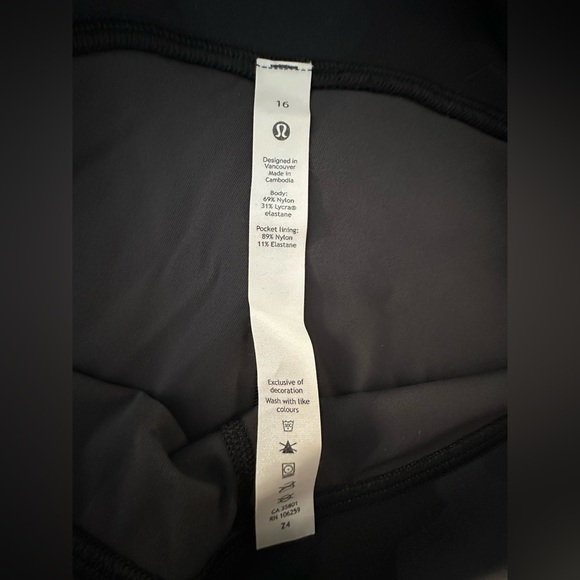 16
Designed in
Vancouver
Made in
Cambodia
Body:
69% Nylon
31% Lycra®
elastane
Pocket lining:
89% Nylon
11% Elastane
Exclusive of
decoration
Wash with like
colours
CA 35801
RN 106259
Z4